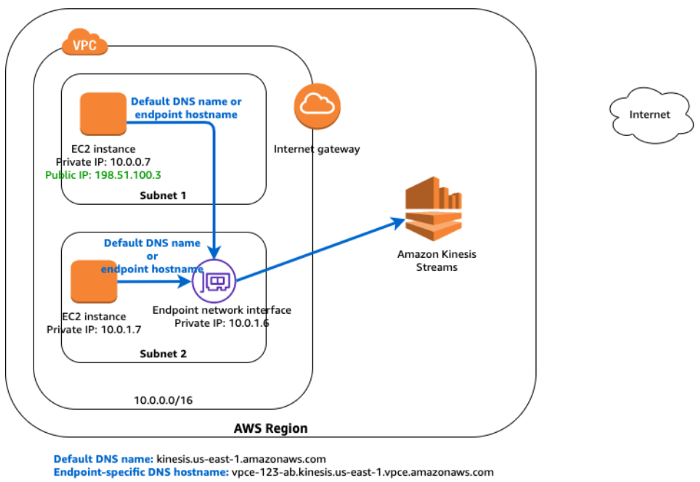 VPC
Default DNS name or
endpoint hostname
EC2 instance
Private IP: 10.0.0.7
Public IP: 198.51.100.3
Subnet 1
Internet gateway
Internet
Amazon Kinesis
Streams
Default DNS name
or
endpoint hostname
EC2 instance
Private IP: 10.0.1.7
Endpoint network interface
Private IP: 10.0.1.6
Subnet 2
10.0.0.0/16
AWS Region
Default DNS name: kinesis.us-east-1.amazonaws.com
Endpoint-specific DNS hostname: vpce-123-ab.kinesis.us-east-1.vpce.amazonaws.com